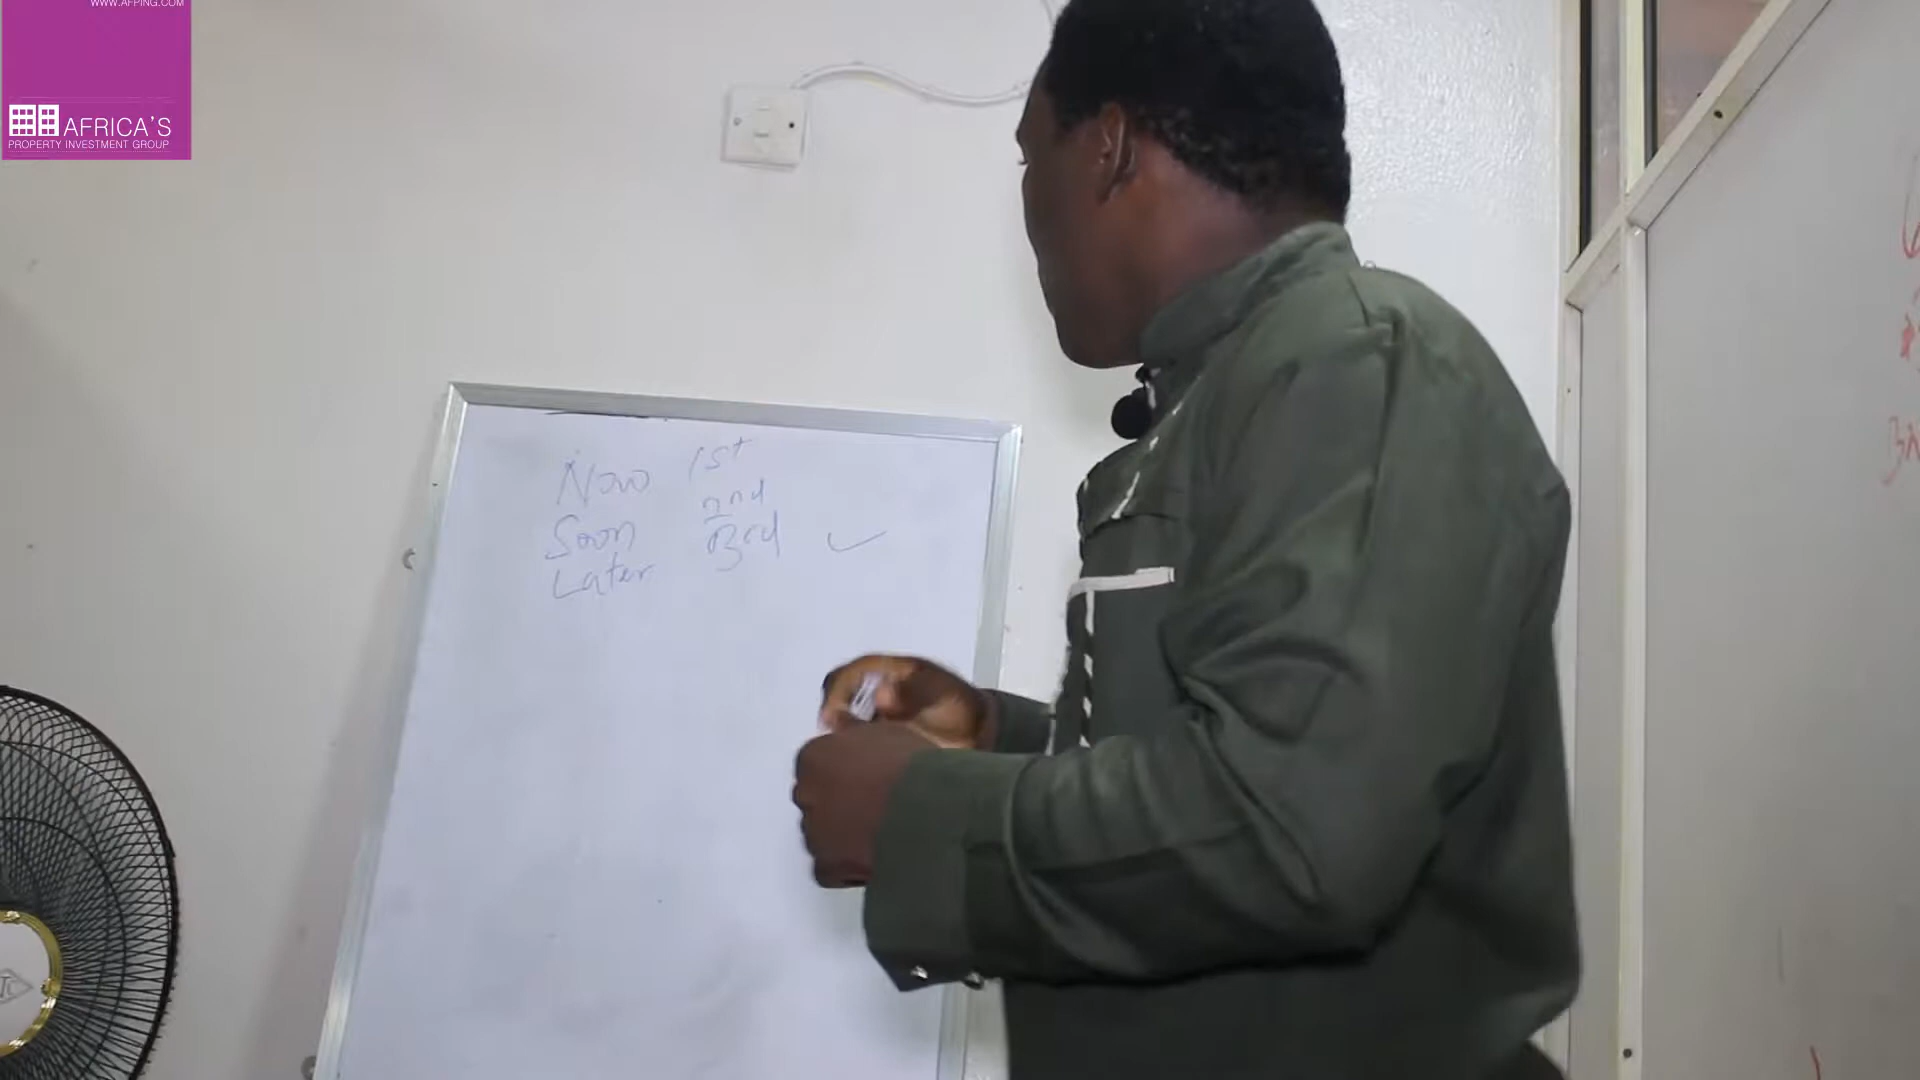 WWW.AFPING.COM
AFRICA'S
PROPERTY INVESTMENT GROUP
Now 1st
Soon 2nd
Later 3rd ✓